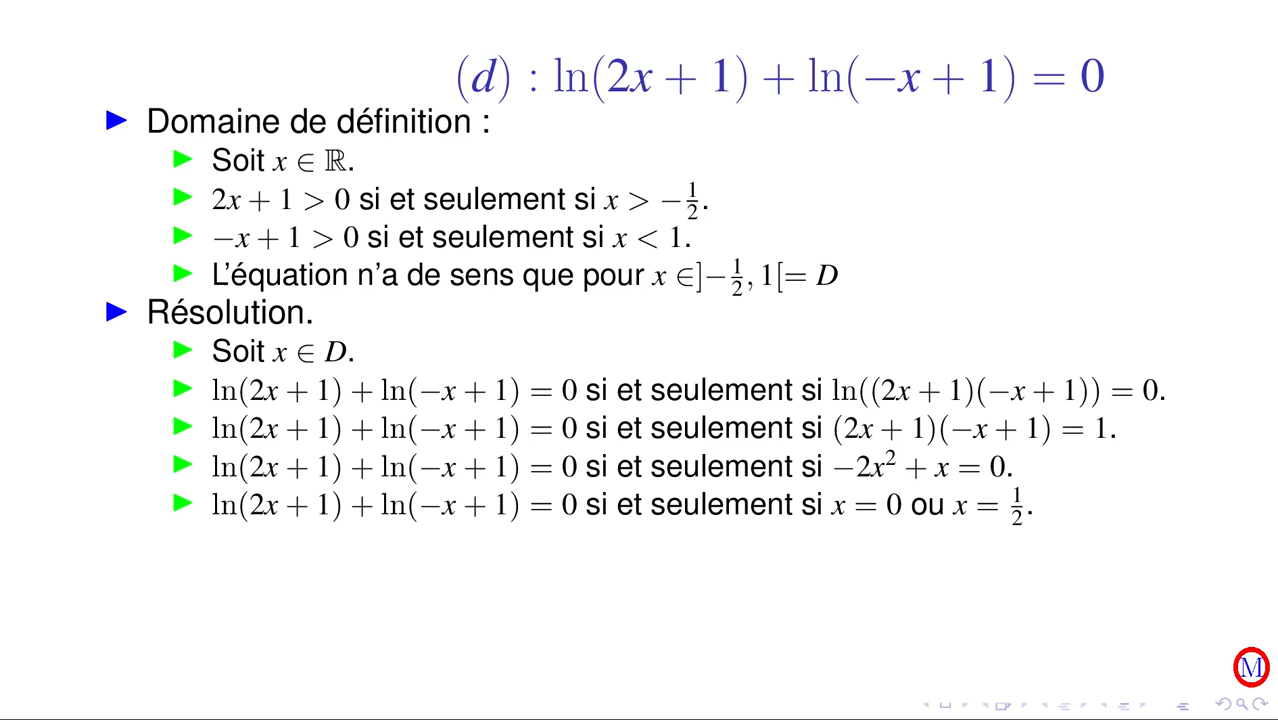 (d) : ln(2x + 1) + ln(−x + 1) = 0
Domaine de définition :
Soit x ∈ ℝ.
2x + 1 > 0 si et seulement si x > −1/2.
−x + 1 > 0 si et seulement si x < 1.
L'équation n'a de sens que pour x ∈]−1/2, 1[= D
Résolution.
Soit x ∈ D.
ln(2x + 1) + ln(−x + 1) = 0 si et seulement si ln((2x + 1)(−x + 1)) = 0.
ln(2x + 1) + ln(−x + 1) = 0 si et seulement si (2x + 1)(−x + 1) = 1.
ln(2x + 1) + ln(−x + 1) = 0 si et seulement si −2x² + x = 0.
ln(2x + 1) + ln(−x + 1) = 0 si et seulement si x = 0 ou x = 1/2.
M